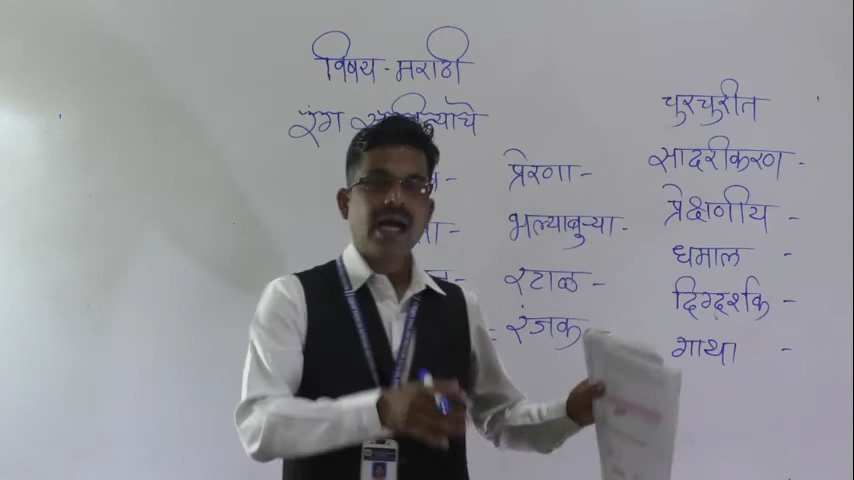 विषय - मराठी
रंग साहित्याचे
प्रेरणा -
भल्याबुऱ्या -
रटाळ -
रंजक -
चुरचुरीत
सादरीकरण -
प्रेक्षणीय -
धमाल -
दिग्दर्शक -
गाथा -